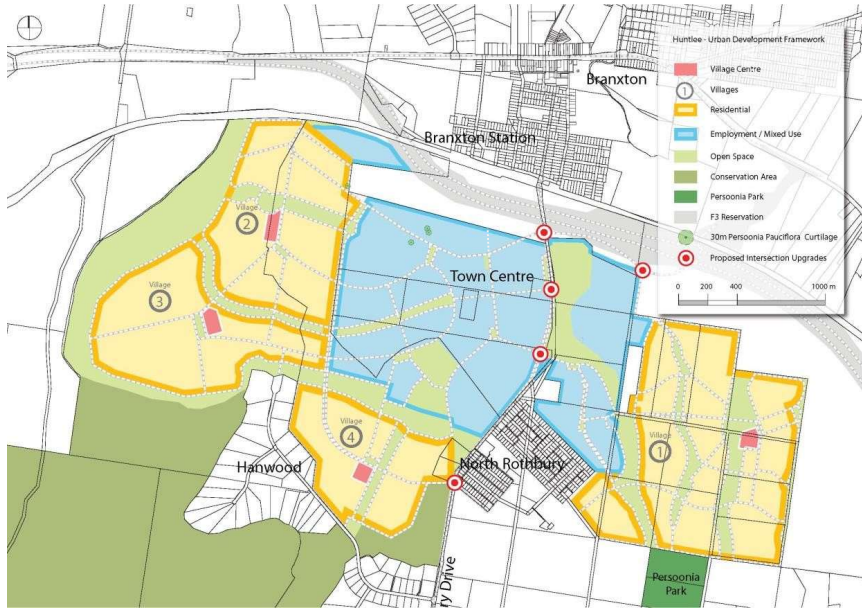 Huntlee - Urban Development Framework
Village Centre
1
Villages
Residential
Employment / Mixed Use
Open Space
Conservation Area
Persoonia Park
F3 Reservation
30m Persoonia Pauciflora Curtilage
Proposed Intersection Upgrades
0 200 400 1000 m
Branxton
Branxton Station
Village
2
Town Centre
Village
3
Village
4
Village
1
Hanwood
North Rothbury
Persoonia
Park
ry Drive